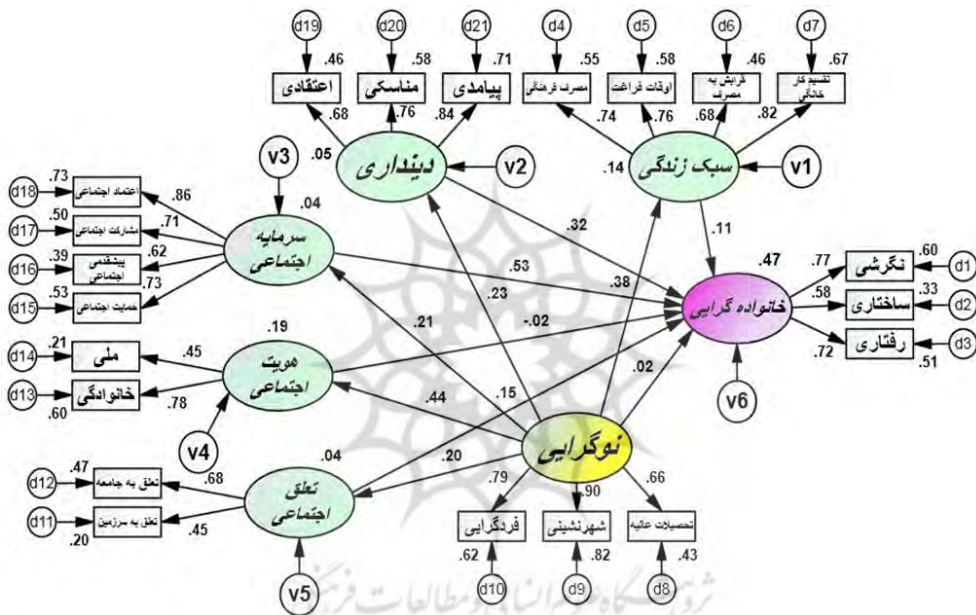 d19 d20 d21 d4 d5 d6 d7
.46 .58 .71 .55 .58 .46 .67
اعتقادی مناسکی پیامدی مصرف فرهنگی اوقات فراغت گرایش به مصرف تقسیم کار خانگی
.68 .76 .84 .74 .76 .68 .82
.05 دینداری v2 .14 سبک زندگی v1
v3
.04
سرمایه
اجتماعی
d18 .73 اعتماد اجتماعی .86
d17 .50 مشارکت اجتماعی .71
d16 .39 پیشقدمی اجتماعی .62
d15 .53 حمایت اجتماعی .73
.32 .11
.53 .38 .23
.21 -.02 .02
.47
خانواده گرایی
v6
.77 نگرشی .60 d1
.58 ساختاری .33 d2
.72 رفتاری .51 d3
.19
هویت
اجتماعی
v4
d14 .21 ملی .45
d13 .60 خانوادگی .78
.44 .15 .20
نوگرایی
.04
تعلق
اجتماعی
v5
d12 .47 تعلق به جامعه .68
d11 .20 تعلق به سرزمین .45
.79 .90 .66
فردگرایی شهرنشینی تحصیلات عالیه
.62 .82 .43
d10 d9 d8
پژوهشگاه علوم انسانی و مطالعات فرهنگی